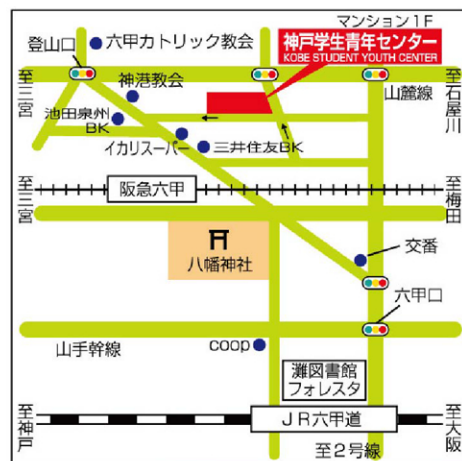 マンション1F
神戸学生青年センター
KOBE STUDENT YOUTH CENTER
登山口
六甲カトリック教会
至三宮
神港教会
山麓線
至石屋川
池田泉州
BK
イカリスーパー
三井住友BK
至三宮
阪急六甲
至梅田
八幡神社
交番
六甲口
山手幹線
coop
灘図書館
フォレスタ
至神戸
JR六甲道
至大阪
至2号線